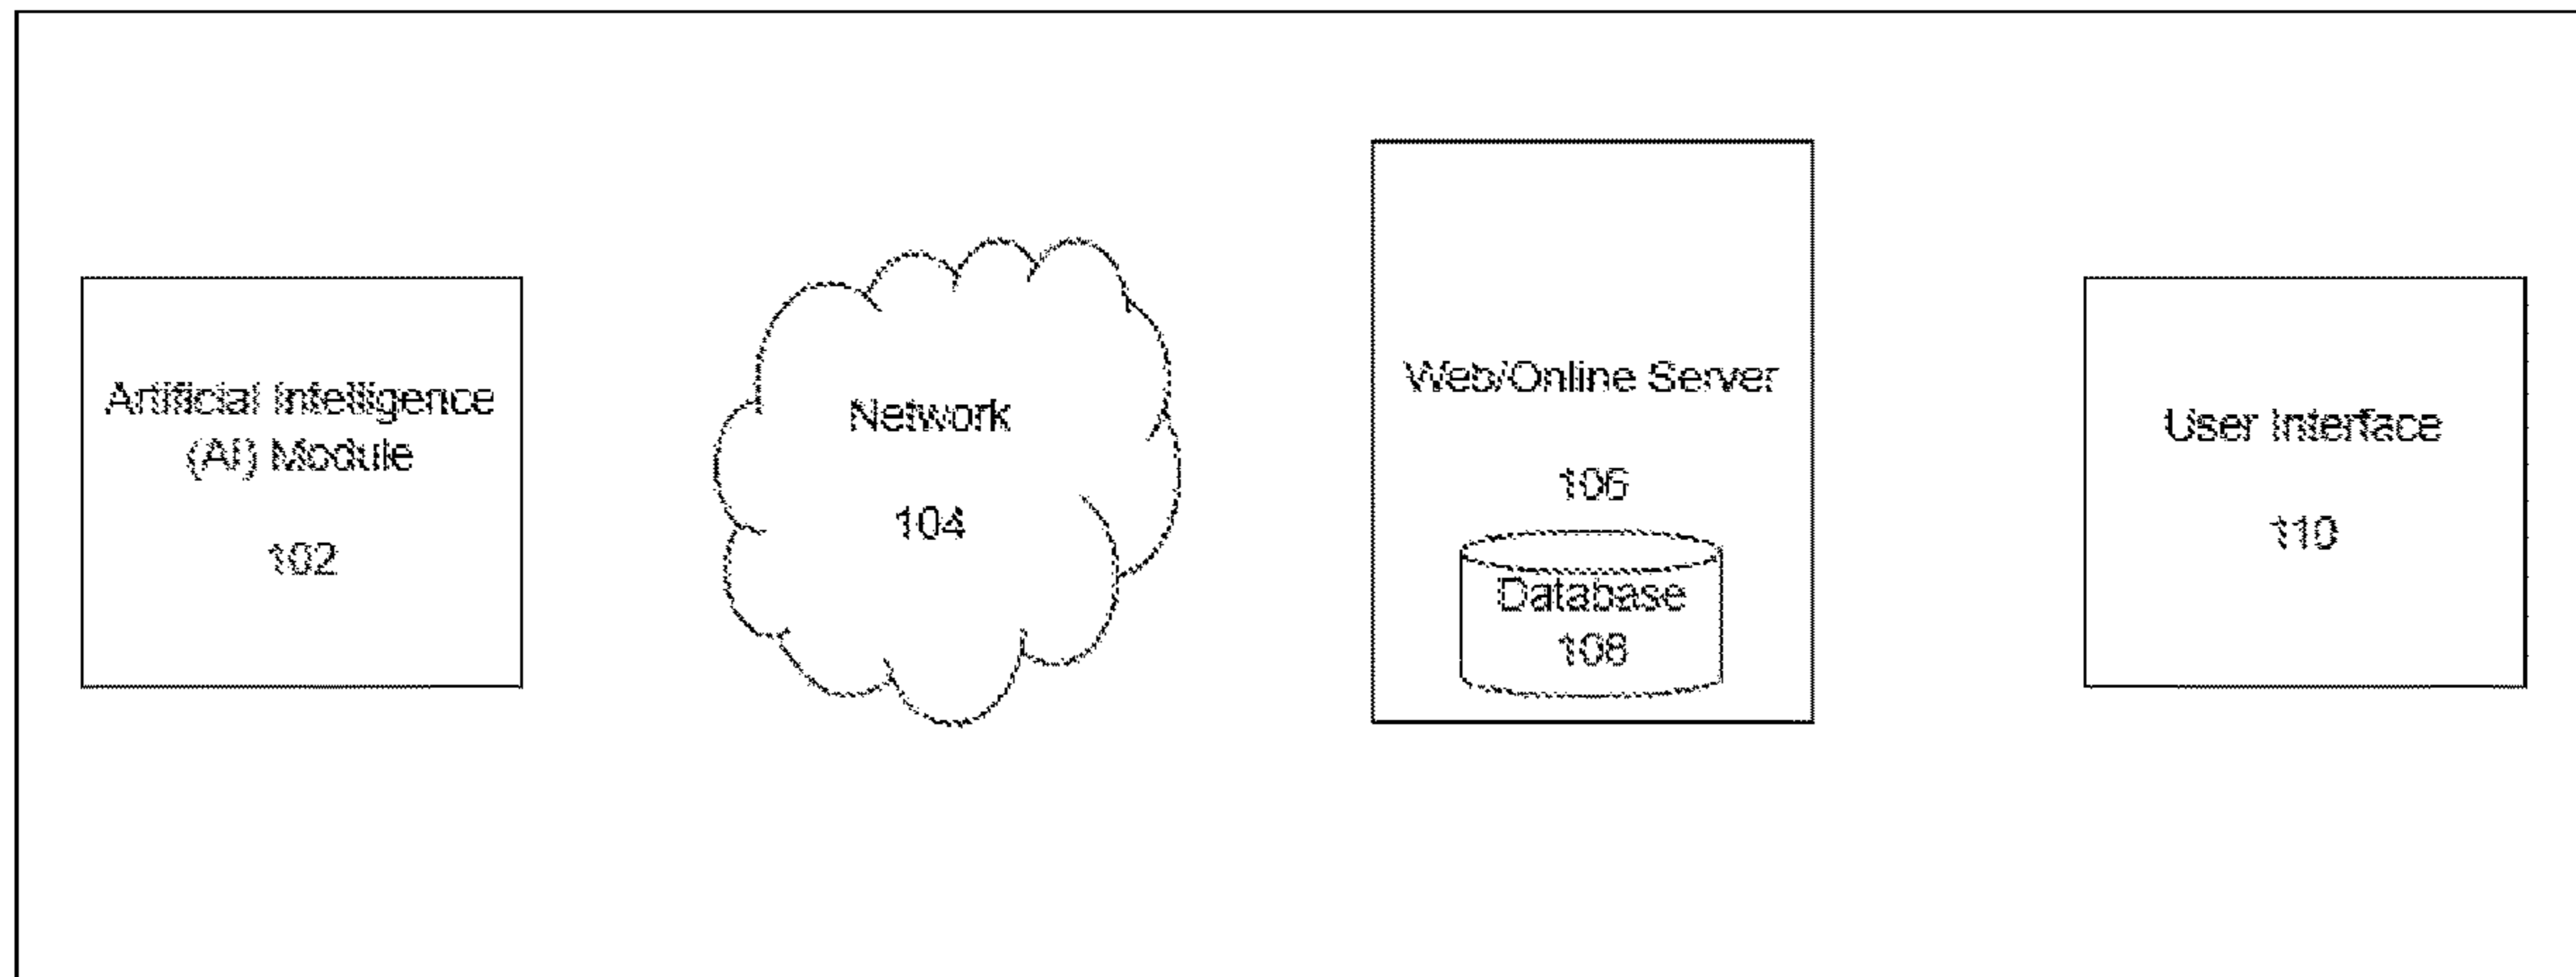 Artificial Intelligence
(AI) Module
102
Network
104
Web/Online Server
106
Database
108
User Interface
110